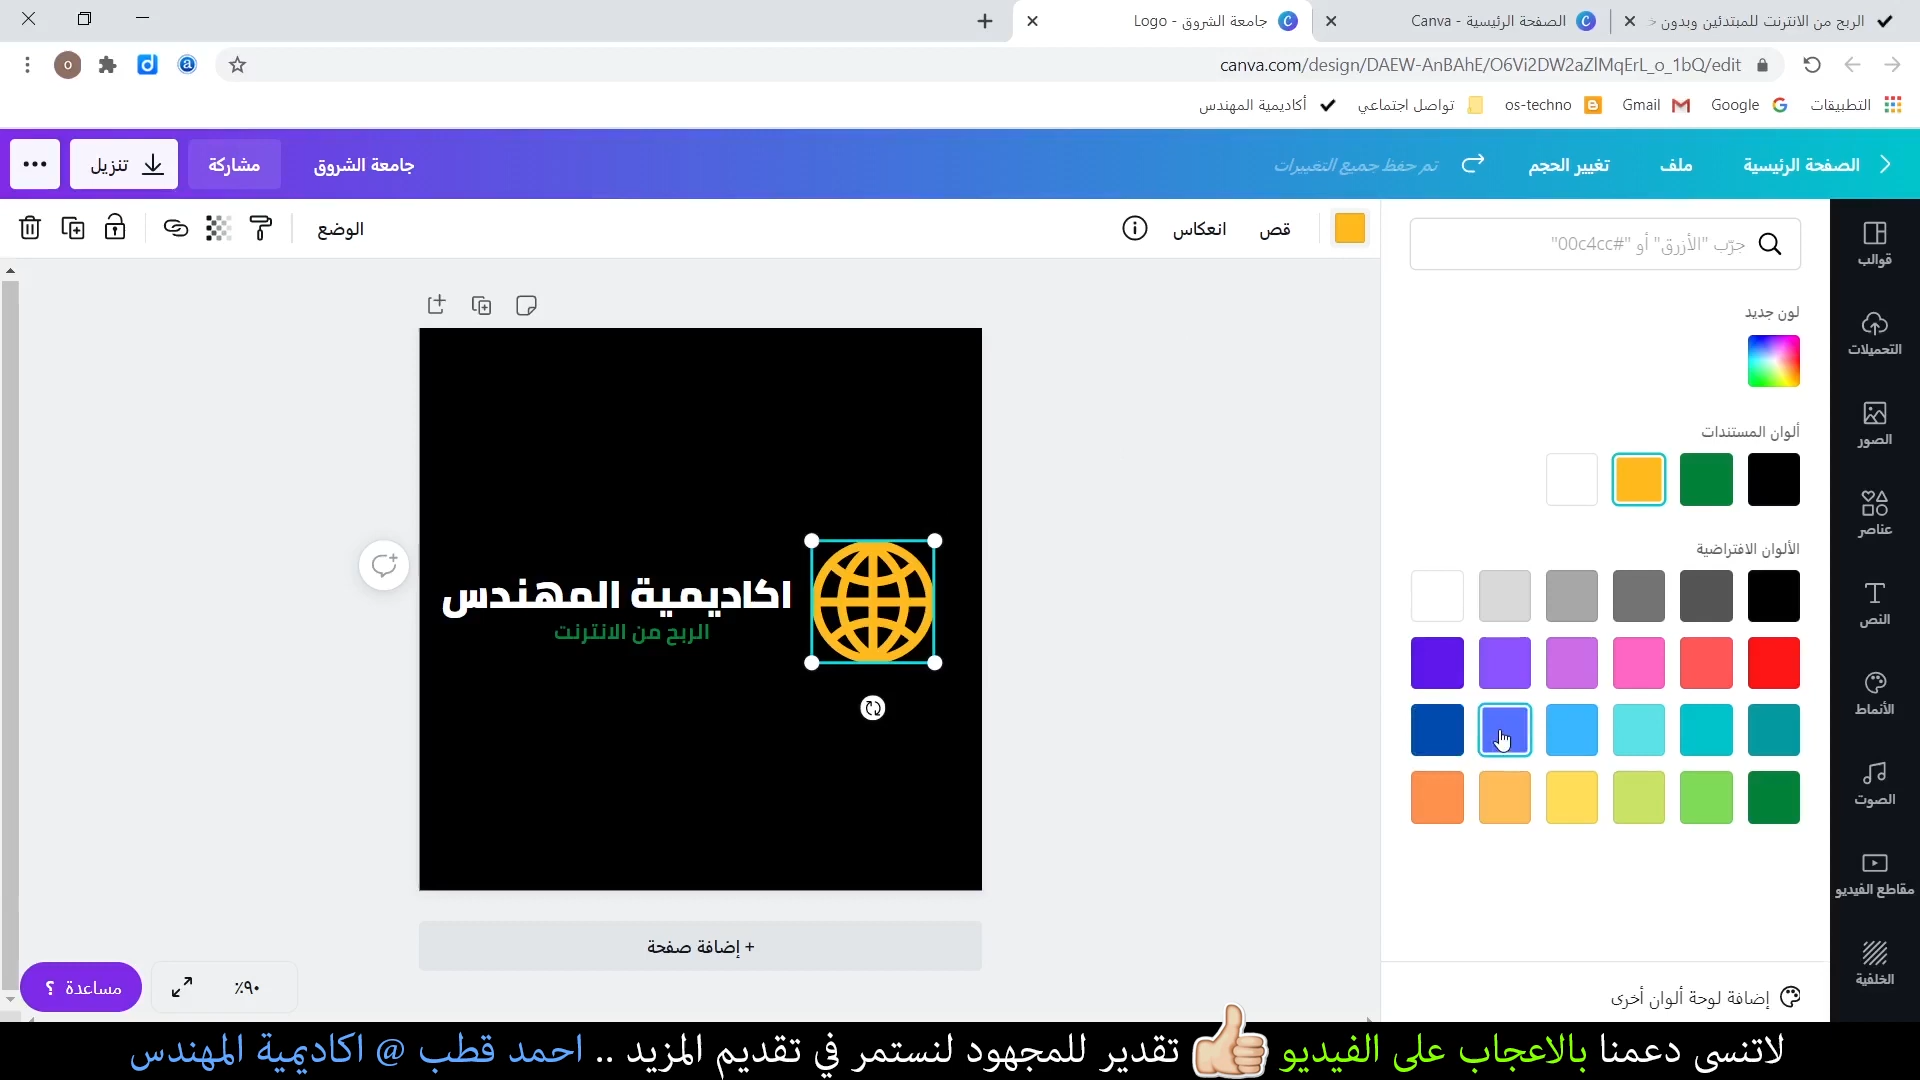 الربح من الانترنت للمبتدئين وبدون
الصفحة الرئيسية - Canva
جامعة الشروق - Logo
canva.com/design/DAEW-AnBAhE/O6Vi2DW2aZlMqErL_o_1bQ/edit
o
التطبيقات
Google
Gmail
os-techno
تواصل اجتماعي
أكاديمية المهندس
الصفحة الرئيسية
ملف
تغيير الحجم
تم حفظ جميع التغييرات
جامعة الشروق
مشاركة
تنزيل
قص
انعكاس
الوضع
جرّب "الأزرق" أو "#00c4cc"
لون جديد
ألوان المستندات
الألوان الافتراضية
إضافة لوحة ألوان أخرى
قوالب
التحميلات
الصور
عناصر
النص
الأنماط
الصوت
مقاطع الفيديو
الخلفية
اكاديمية المهندس
الربح من الانترنت
+ إضافة صفحة
٩٠٪
مساعدة ؟
لاتنسى دعمنا بالاعجاب على الفيديو تقدير للمجهود لنستمر في تقديم المزيد .. احمد قطب @ اكاديمية المهندس